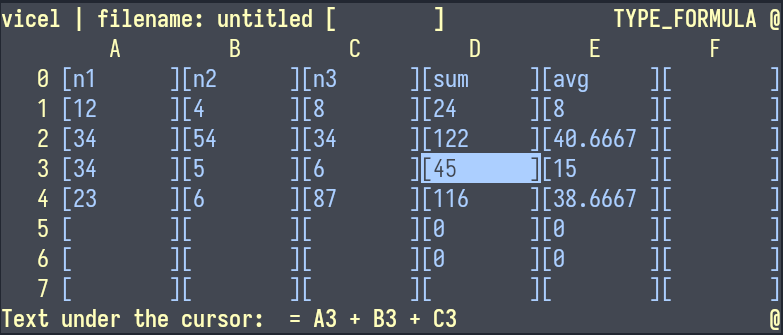 vicel | filename: untitled [        ]              TYPE_FORMULA @
A B C D E F
0 [n1 ][n2 ][n3 ][sum ][avg ][ ]
1 [12 ][4 ][8 ][24 ][8 ][ ]
2 [34 ][54 ][34 ][122 ][40.6667 ][ ]
3 [34 ][5 ][6 ][45 ][15 ][ ]
4 [23 ][6 ][87 ][116 ][38.6667 ][ ]
5 [ ][ ][ ][0 ][0 ][ ]
6 [ ][ ][ ][0 ][0 ][ ]
7 [ ][ ][ ][ ][ ][ ]
Text under the cursor:  = A3 + B3 + C3 @